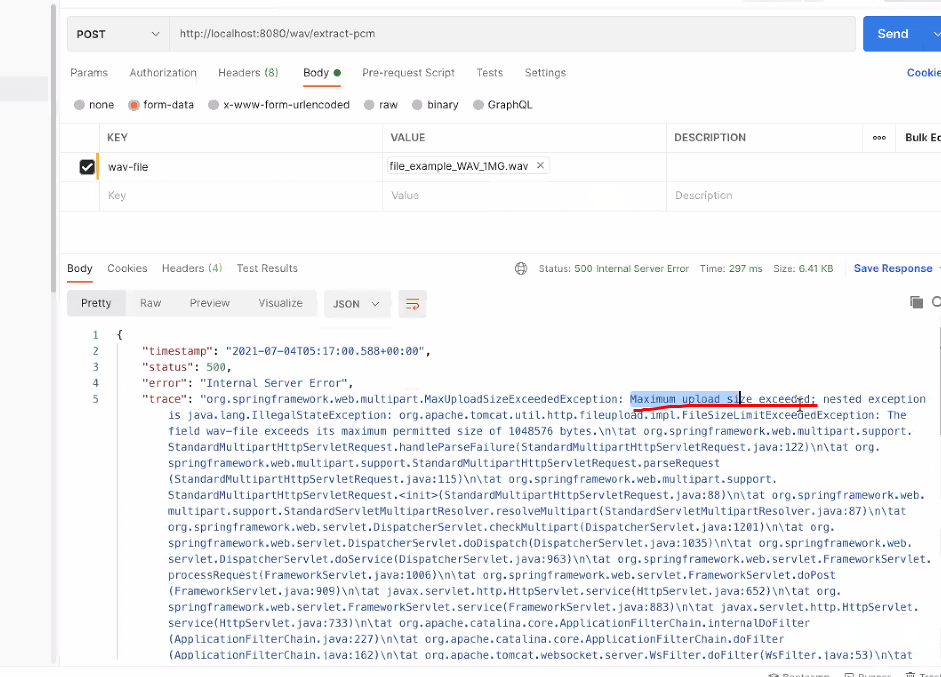 POST
http://localhost:8080/wav/extract-pcm
Send
Params Authorization Headers (8) Body Pre-request Script Tests Settings
none form-data x-www-form-urlencoded raw binary GraphQL
KEY VALUE DESCRIPTION
wav-file file_example_WAV_1MG.wav
Key Value Description
Body Cookies Headers (4) Test Results Status: 500 Internal Server Error Time: 297 ms Size: 6.41 KB Save Response
Pretty Raw Preview Visualize JSON
1 {
2 "timestamp": "2021-07-04T05:17:00.588+00:00",
3 "status": 500,
4 "error": "Internal Server Error",
5 "trace": "org.springframework.web.multipart.MaxUploadSizeExceededException: Maximum upload size exceeded; nested exception
is java.lang.IllegalStateException: org.apache.tomcat.util.http.fileupload.impl.FileSizeLimitExceededException: The
field wav-file exceeds its maximum permitted size of 1048576 bytes.\n\tat org.springframework.web.multipart.support.
StandardMultipartHttpServletRequest.handleParseFailure(StandardMultipartHttpServletRequest.java:122)\n\tat org.
springframework.web.multipart.support.StandardMultipartHttpServletRequest.parseRequest
(StandardMultipartHttpServletRequest.java:115)\n\tat org.springframework.web.multipart.support.
StandardMultipartHttpServletRequest.<init>(StandardMultipartHttpServletRequest.java:88)\n\tat org.springframework.web.
multipart.support.StandardServletMultipartResolver.resolveMultipart(StandardServletMultipartResolver.java:87)\n\tat
org.springframework.web.servlet.DispatcherServlet.checkMultipart(DispatcherServlet.java:1201)\n\tat org.
springframework.web.servlet.DispatcherServlet.doDispatch(DispatcherServlet.java:1035)\n\tat org.springframework.web.
servlet.DispatcherServlet.doService(DispatcherServlet.java:963)\n\tat org.springframework.web.servlet.FrameworkServlet.
processRequest(FrameworkServlet.java:1006)\n\tat org.springframework.web.servlet.FrameworkServlet.doPost
(FrameworkServlet.java:909)\n\tat javax.servlet.http.HttpServlet.service(HttpServlet.java:652)\n\tat org.
springframework.web.servlet.FrameworkServlet.service(FrameworkServlet.java:883)\n\tat javax.servlet.http.HttpServlet.
service(HttpServlet.java:733)\n\tat org.apache.catalina.core.ApplicationFilterChain.internalDoFilter
(ApplicationFilterChain.java:227)\n\tat org.apache.catalina.core.ApplicationFilterChain.doFilter
(ApplicationFilterChain.java:162)\n\tat org.apache.tomcat.websocket.server.WsFilter.doFilter(WsFilter.java:53)\n\tat